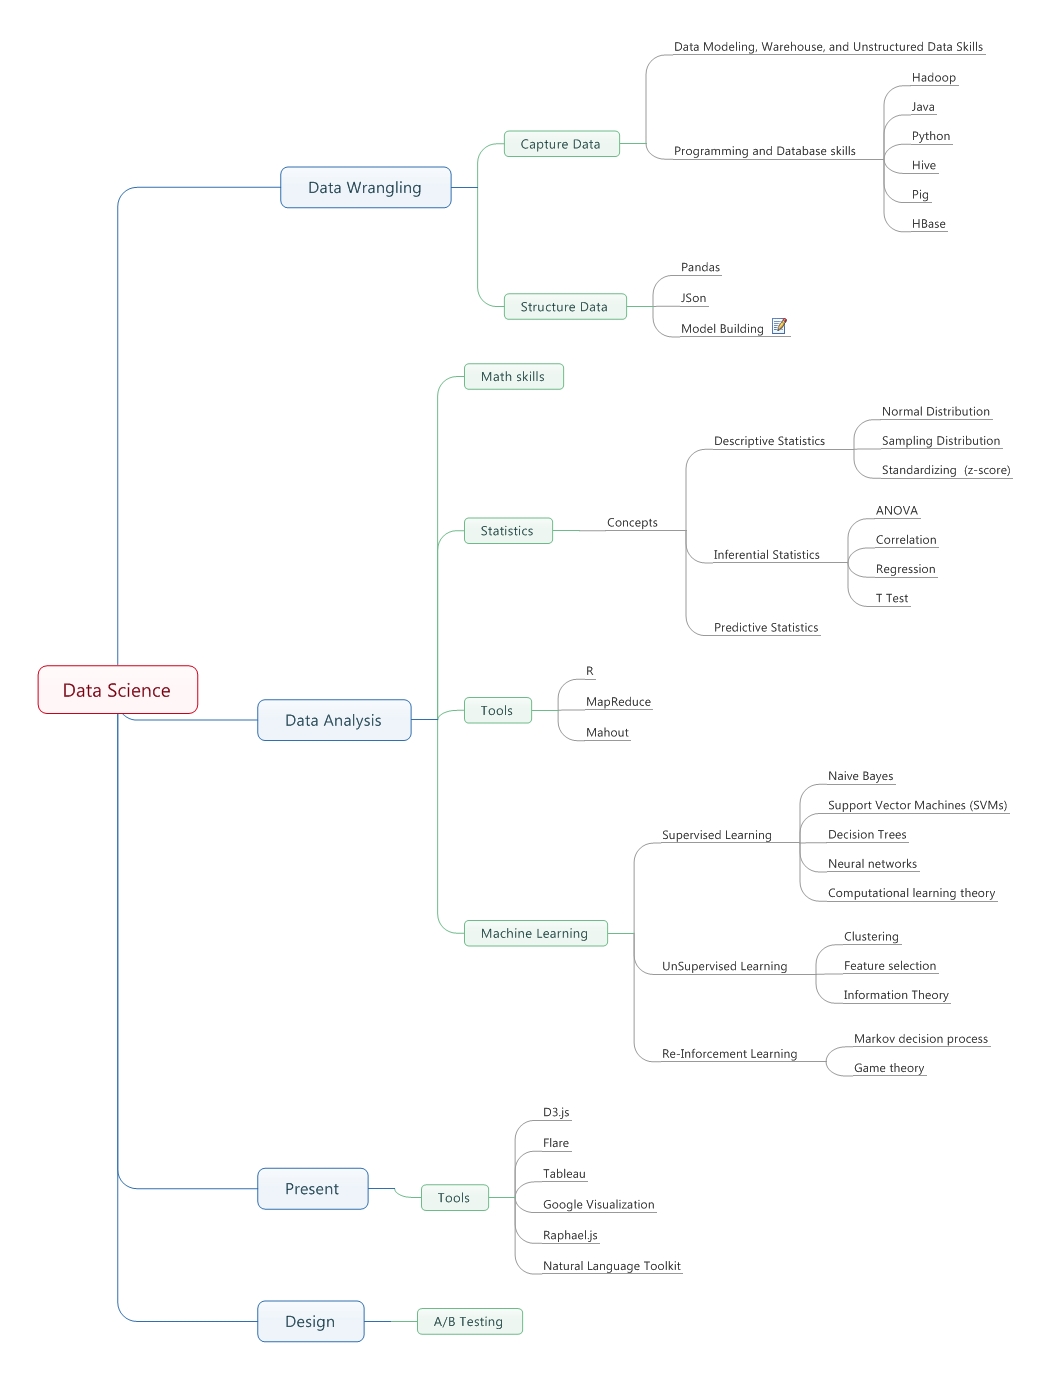 Data Science
Data Wrangling
Capture Data
Data Modeling, Warehouse, and Unstructured Data Skills
Programming and Database skills
Hadoop
Java
Python
Hive
Pig
HBase
Structure Data
Pandas
JSon
Model Building
Data Analysis
Math skills
Statistics
Concepts
Descriptive Statistics
Normal Distribution
Sampling Distribution
Standardizing  (z-score)
Inferential Statistics
ANOVA
Correlation
Regression
T Test
Predictive Statistics
Tools
R
MapReduce
Mahout
Machine Learning
Supervised Learning
Naive Bayes
Support Vector Machines (SVMs)
Decision Trees
Neural networks
Computational learning theory
UnSupervised Learning
Clustering
Feature selection
Information Theory
Re-Inforcement Learning
Markov decision process
Game theory
Present
Tools
D3.js
Flare
Tableau
Google Visualization
Raphael.js
Natural Language Toolkit
Design
A/B Testing